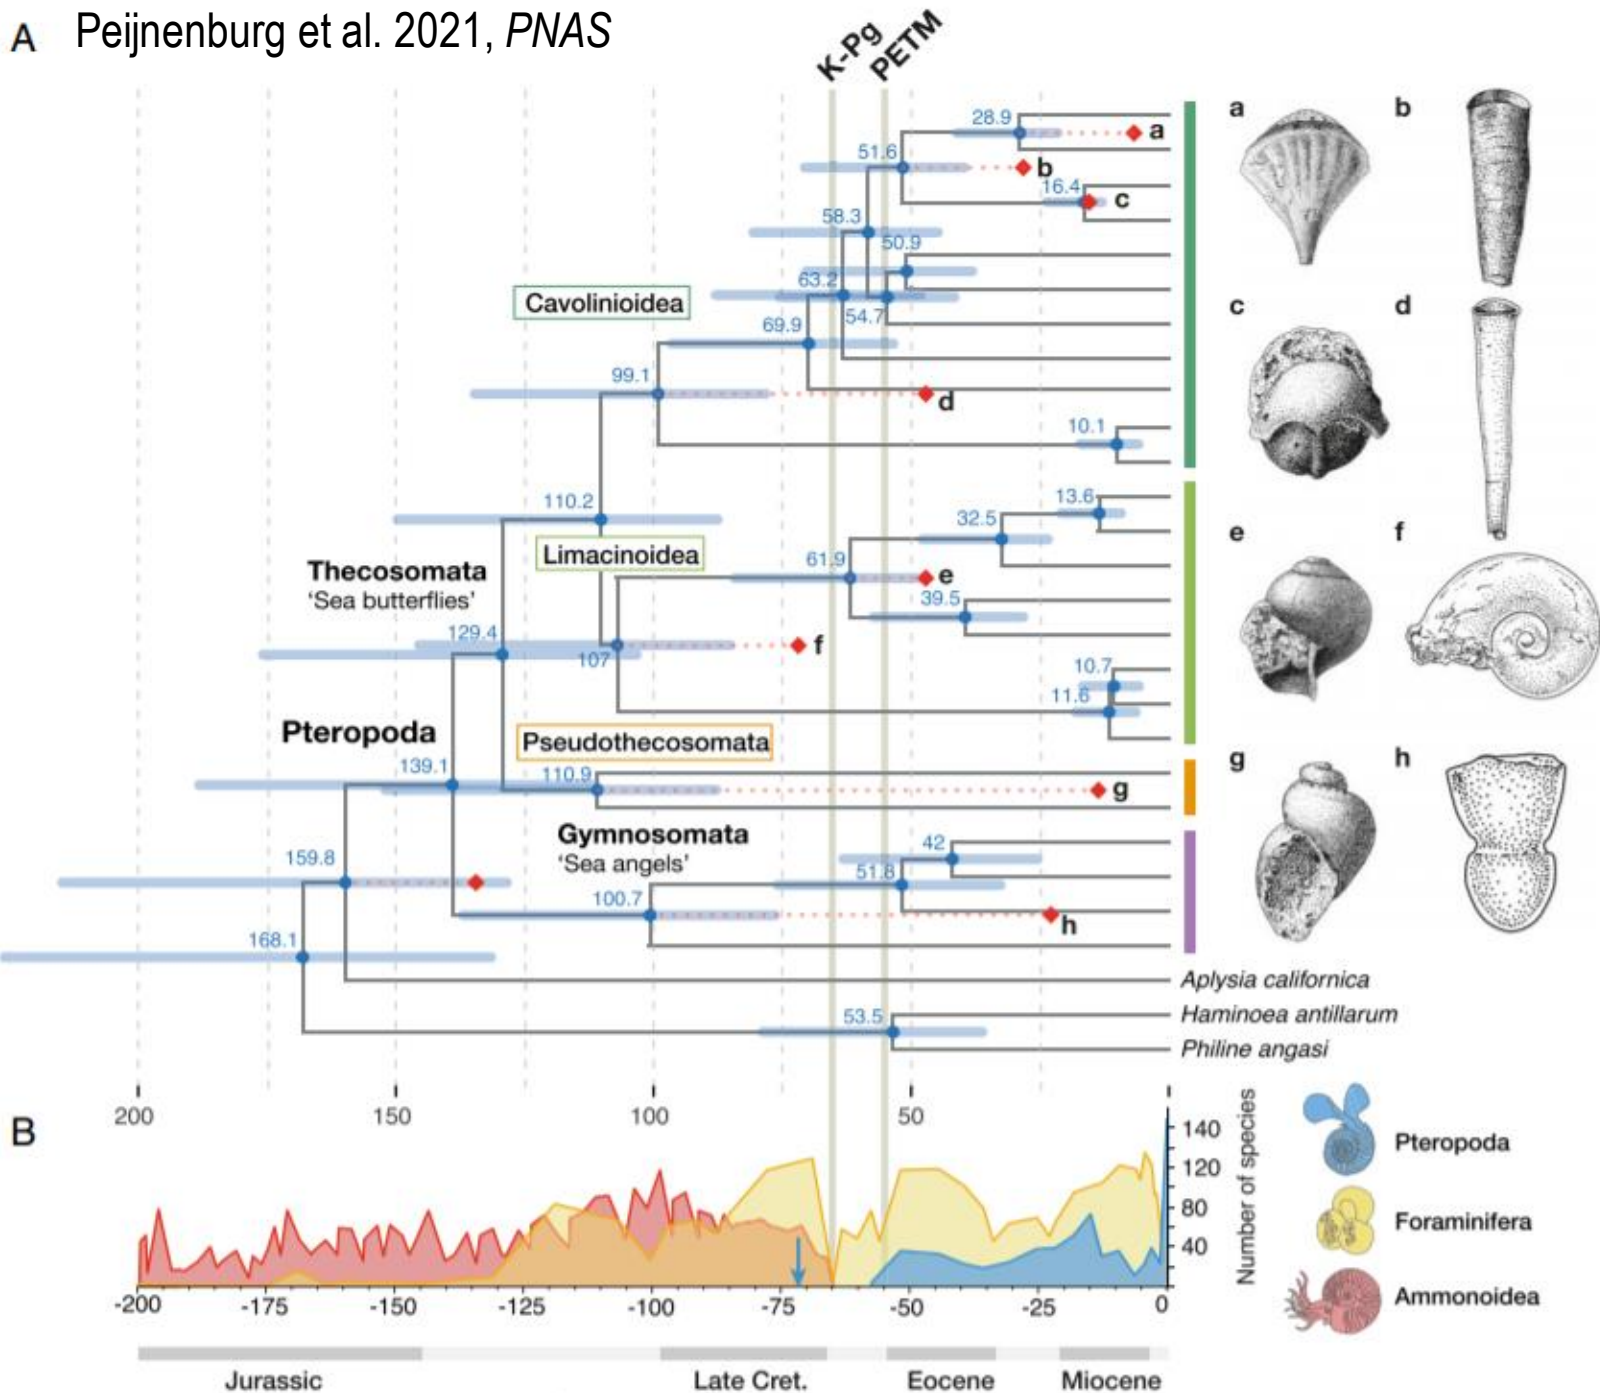 A
Peijnenburg et al. 2021, PNAS
K-Pg
PETM
28.9
a
51.6
b
16.4
c
58.3
50.9
63.2
54.7
Cavolinioidea
69.9
99.1
d
10.1
110.2
13.6
32.5
Limacinoidea
61.9
e
39.5
Thecosomata
‘Sea butterflies’
129.4
107
f
10.7
11.6
Pteropoda
Pseudothecosomata
139.1
110.9
g
Gymnosomata
‘Sea angels’
42
159.8
51.8
100.7
h
168.1
Aplysia californica
53.5
Haminoea antillarum
Philine angasi
a
b
c
d
e
f
g
h
200
150
100
50
B
140
120
80
40
Number of species
-200
-175
-150
-125
-100
-75
-50
-25
0
Jurassic
Late Cret.
Eocene
Miocene
Pteropoda
Foraminifera
Ammonoidea